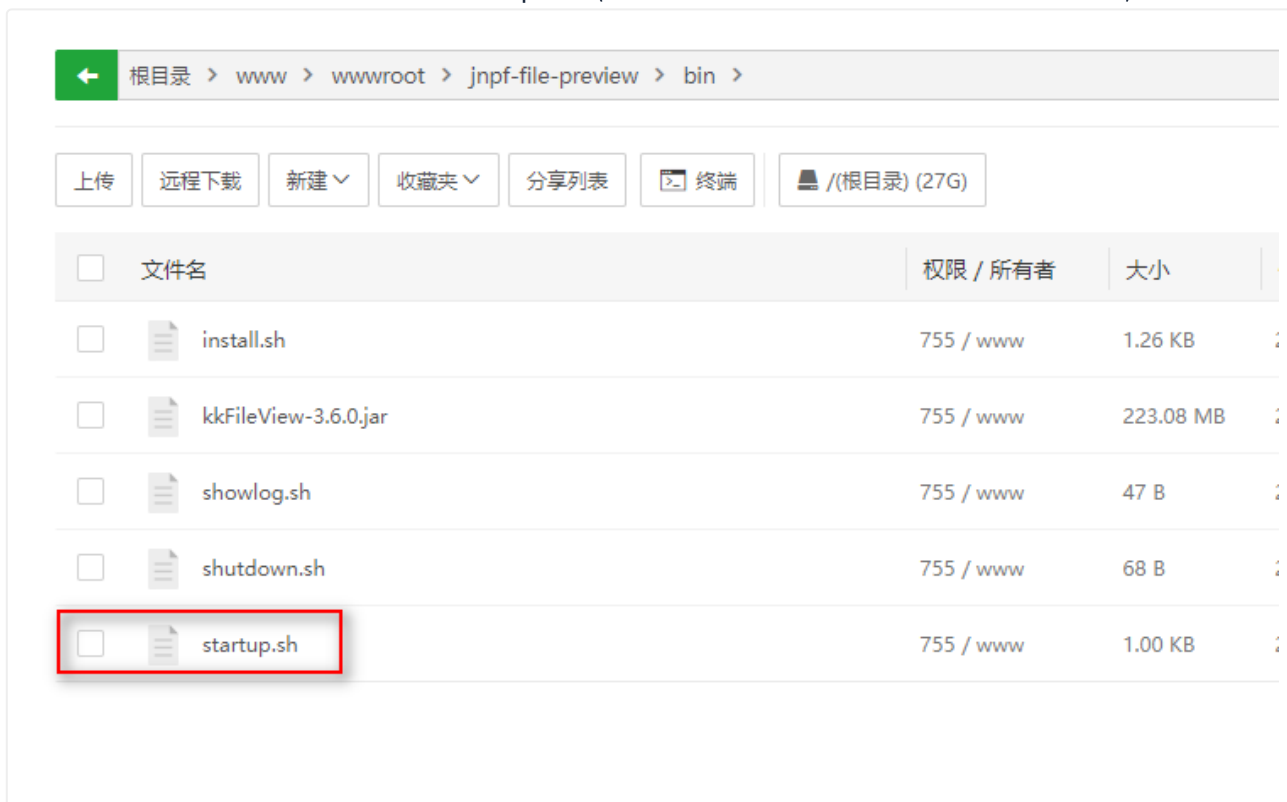 根目录 > www > wwwroot > jnpf-file-preview > bin >
上传 远程下载 新建 收藏夹 分享列表 终端 /(根目录) (27G)
文件名 权限 / 所有者 大小
install.sh 755 / www 1.26 KB
kkFileView-3.6.0.jar 755 / www 223.08 MB
showlog.sh 755 / www 47 B
shutdown.sh 755 / www 68 B
startup.sh 755 / www 1.00 KB